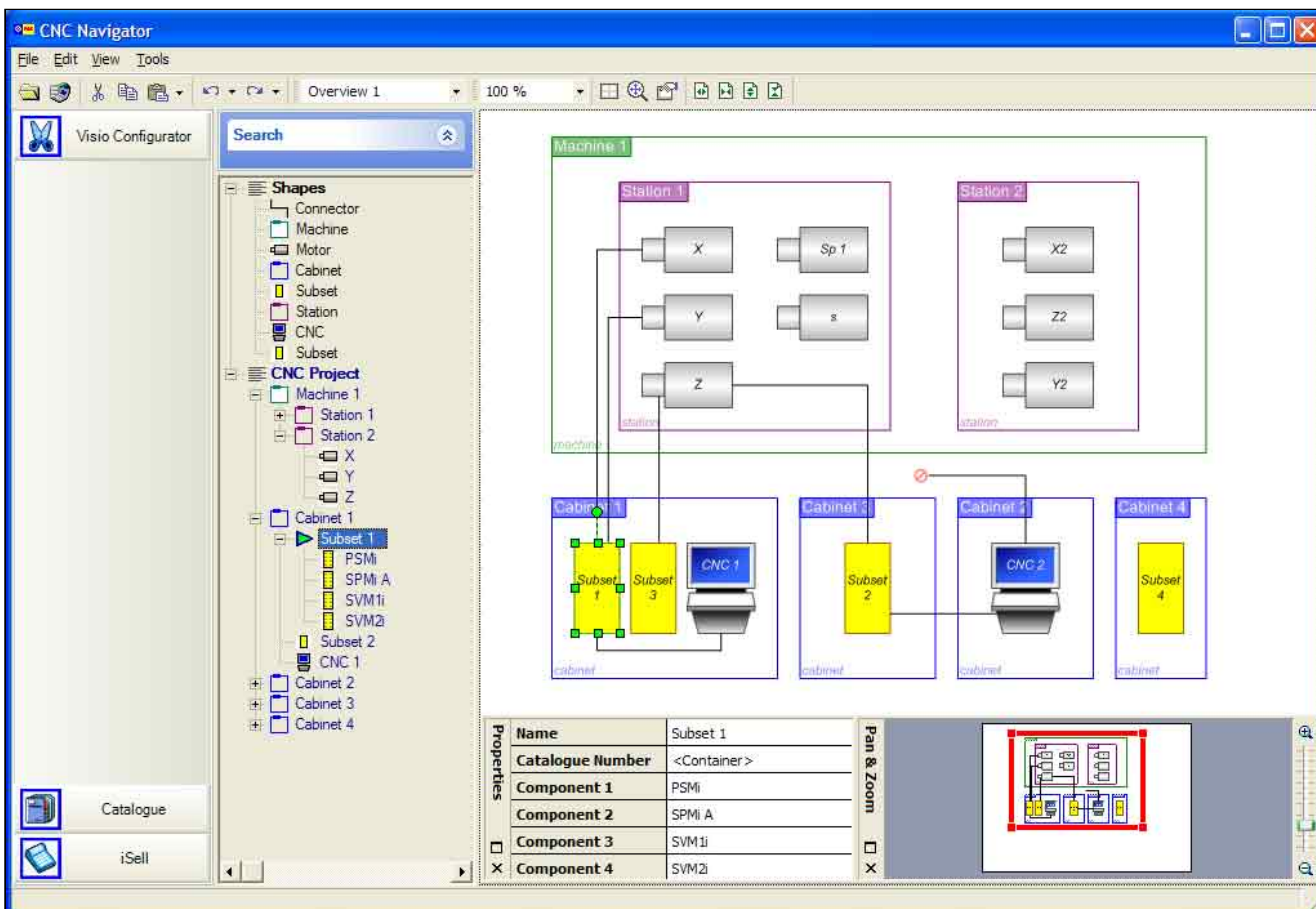 CNC Navigator
File Edit View Tools
Overview 1
100 %
Visio Configurator
Search
Shapes
Connector
Machine
Motor
Cabinet
Subset
Station
CNC
Subset
CNC Project
Machine 1
Station 1
Station 2
X
Y
Z
Cabinet 1
Subset 1
PSMi
SPMi A
SVM1i
SVM2i
Subset 2
CNC 1
Cabinet 2
Cabinet 3
Cabinet 4
Catalogue
iSell
Machine 1
Station 1
Station 2
X
Sp 1
X2
Y
s
Z2
Z
Y2
station
station
machine
Cabinet 1
Cabinet 3
Cabinet 2
Cabinet 4
Subset
1
Subset
3
CNC 1
Subset
2
CNC 2
Subset
4
cabinet
cabinet
cabinet
cabinet
Properties
Name Subset 1
Catalogue Number <Container>
Component 1 PSMi
Component 2 SPMi A
Component 3 SVM1i
Component 4 SVM2i
Pan & Zoom